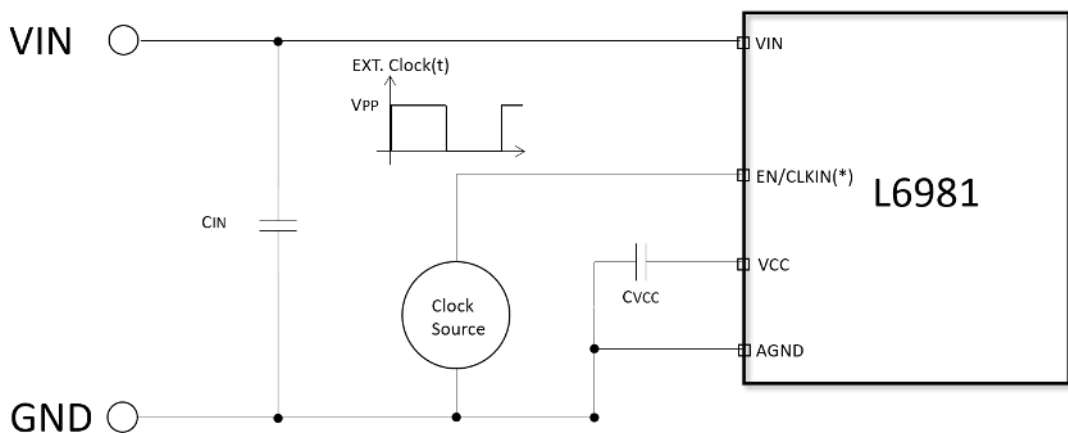 VIN
VIN
EXT. Clock(t)
VPP
EN/CLKIN(*)
L6981
CIN
VCC
Clock
Source
CVCC
AGND
GND